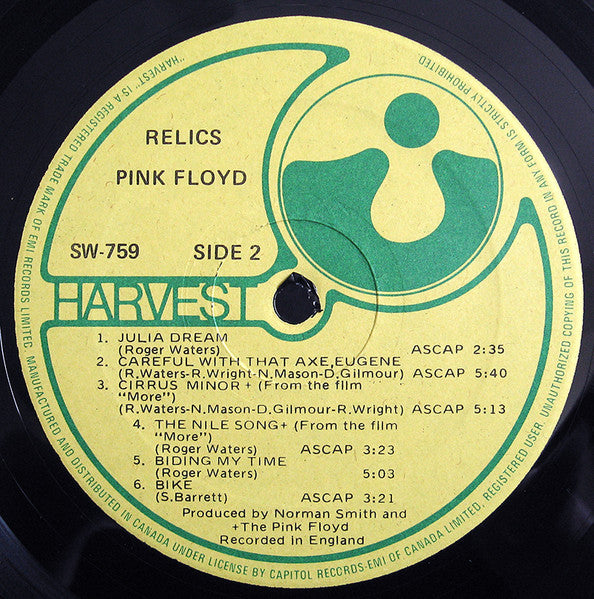 RELICS
PINK FLOYD
SW-759 SIDE 2
HARVEST
1. JULIA DREAM
(Roger Waters) ASCAP 2:35
2. CAREFUL WITH THAT AXE,EUGENE
(R,Waters-R,Wright-N,Mason-D,Gilmour) ASCAP 5:40
3. CIRRUS MINOR + (From the film
"More")
(R,Waters-N,Mason-D,Gilmour-R,Wright) ASCAP 5:13
4. THE NILE SONG+ (From the film
"More")
(Roger Waters) ASCAP 3:23
5. BIDING MY TIME
(Roger Waters) 5:03
6. BIKE
(S.Barrett) ASCAP 3:21
Produced by Norman Smith and
+The Pink Floyd
Recorded in England
"HARVEST" IS A REGISTERED TRADE MARK OF EMI RECORDS LIMITED. MANUFACTURED AND DISTRIBUTED IN CANADA UNDER LICENSE BY CAPITOL RECORDS-EMI OF CANADA LIMITED, REGISTERED USER. UNAUTHORIZED COPYING OF THIS RECORD IN ANY FORM IS STRICTLY PROHIBITED